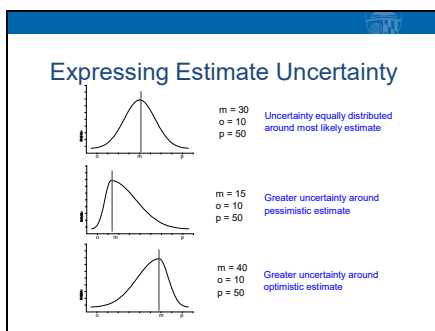 Expressing Estimate Uncertainty
o m p
m = 30
o = 10
p = 50
Uncertainty equally distributed
around most likely estimate
o m p
m = 15
o = 10
p = 50
Greater uncertainty around
pessimistic estimate
o m p
m = 40
o = 10
p = 50
Greater uncertainty around
optimistic estimate